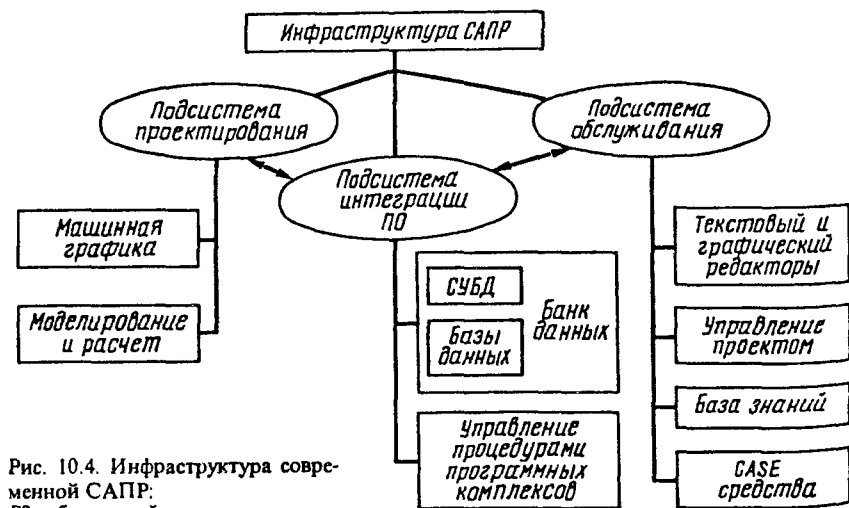 Инфраструктура САПР
Подсистема
проектирования
Подсистема
обслуживания
Подсистема
интеграции
ПО
Машинная
графика
Моделирование
и расчет
СУБД
Базы
данных
Банк
данных
Управление
процедурами
программных
комплексов
Текстовый и
графический
редакторы
Управление
проектом
База знаний
CASE
средства
Рис. 10.4. Инфраструктура совре-
менной САПР: